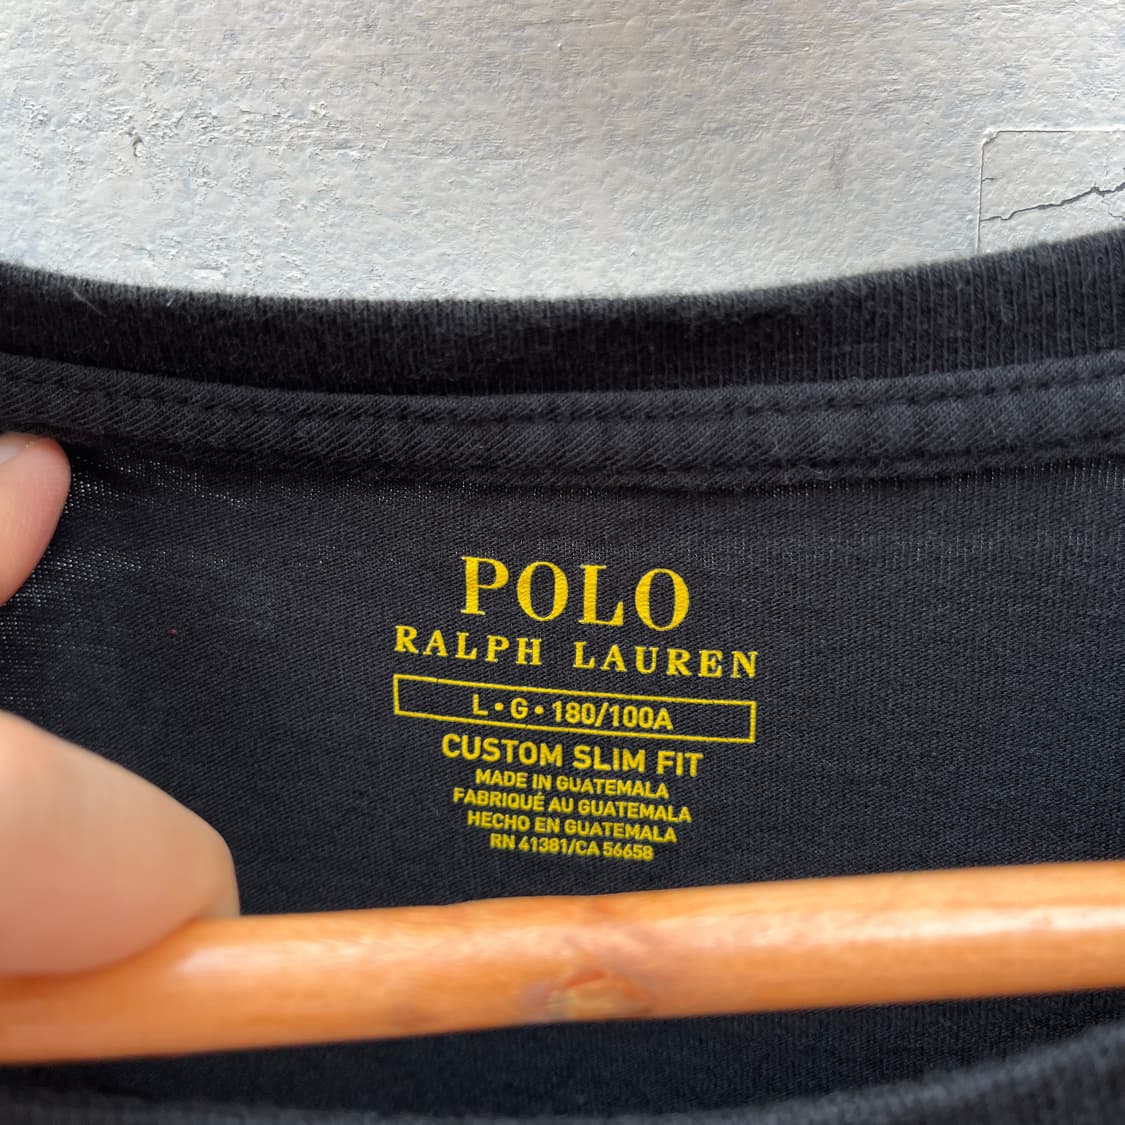 POLO
RALPH LAUREN
L • G • 180/100A
CUSTOM SLIM FIT
MADE IN GUATEMALA
FABRIQUÉ AU GUATEMALA
HECHO EN GUATEMALA
RN 41381/CA 56658